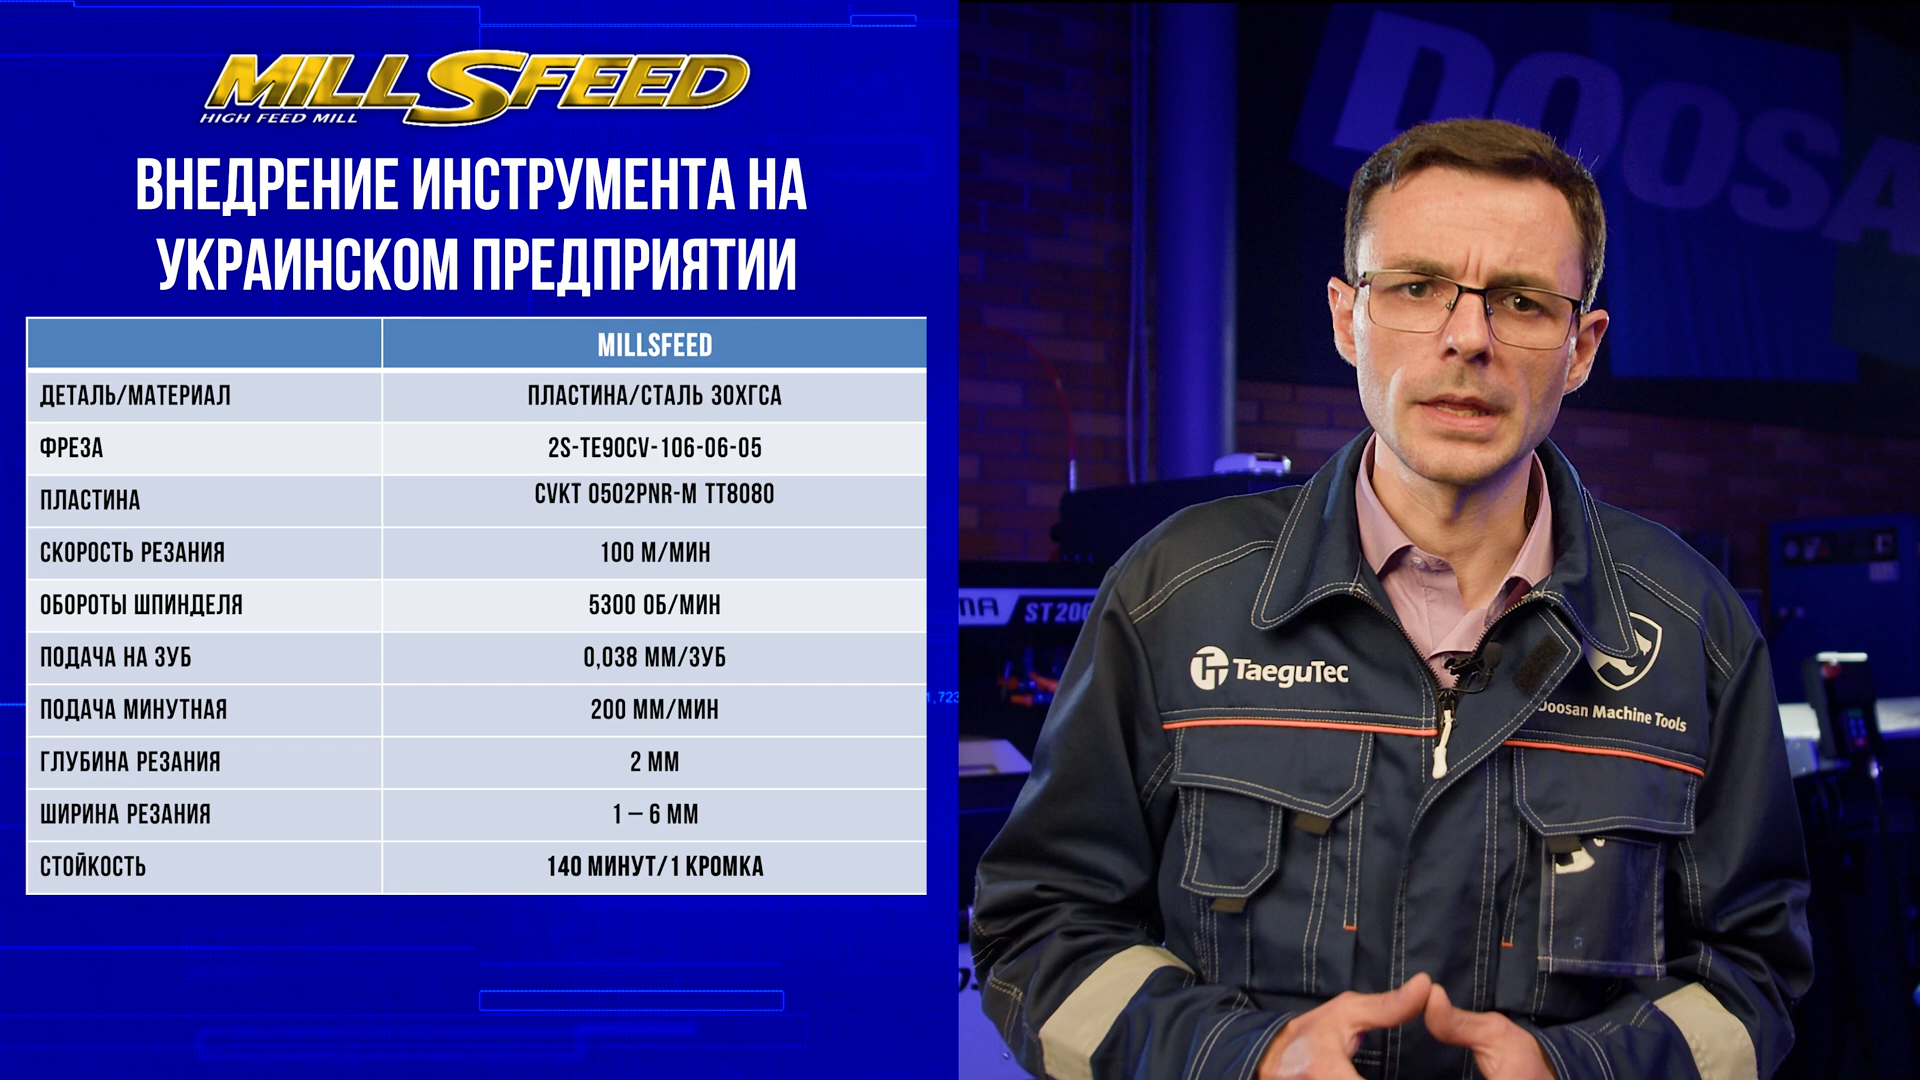 MILLSFEED
HIGH FEED MILL
ВНЕДРЕНИЕ ИНСТРУМЕНТА НА
УКРАИНСКОМ ПРЕДПРИЯТИИ
MILLSFEED
ДЕТАЛЬ/МАТЕРИАЛ ПЛАСТИНА/СТАЛЬ 30ХГСА
ФРЕЗА 2S-TE90CV-106-06-05
ПЛАСТИНА CVKT 0502PNR-M TT8080
СКОРОСТЬ РЕЗАНИЯ 100 М/МИН
ОБОРОТЫ ШПИНДЕЛЯ 5300 ОБ/МИН
ПОДАЧА НА ЗУБ 0,038 ММ/ЗУБ
ПОДАЧА МИНУТНАЯ 200 ММ/МИН
ГЛУБИНА РЕЗАНИЯ 2 ММ
ШИРИНА РЕЗАНИЯ 1 – 6 ММ
СТОЙКОСТЬ 140 МИНУТ/1 КРОМКА
DOOSA
ST200
TaeguTec
Doosan Machine Tools